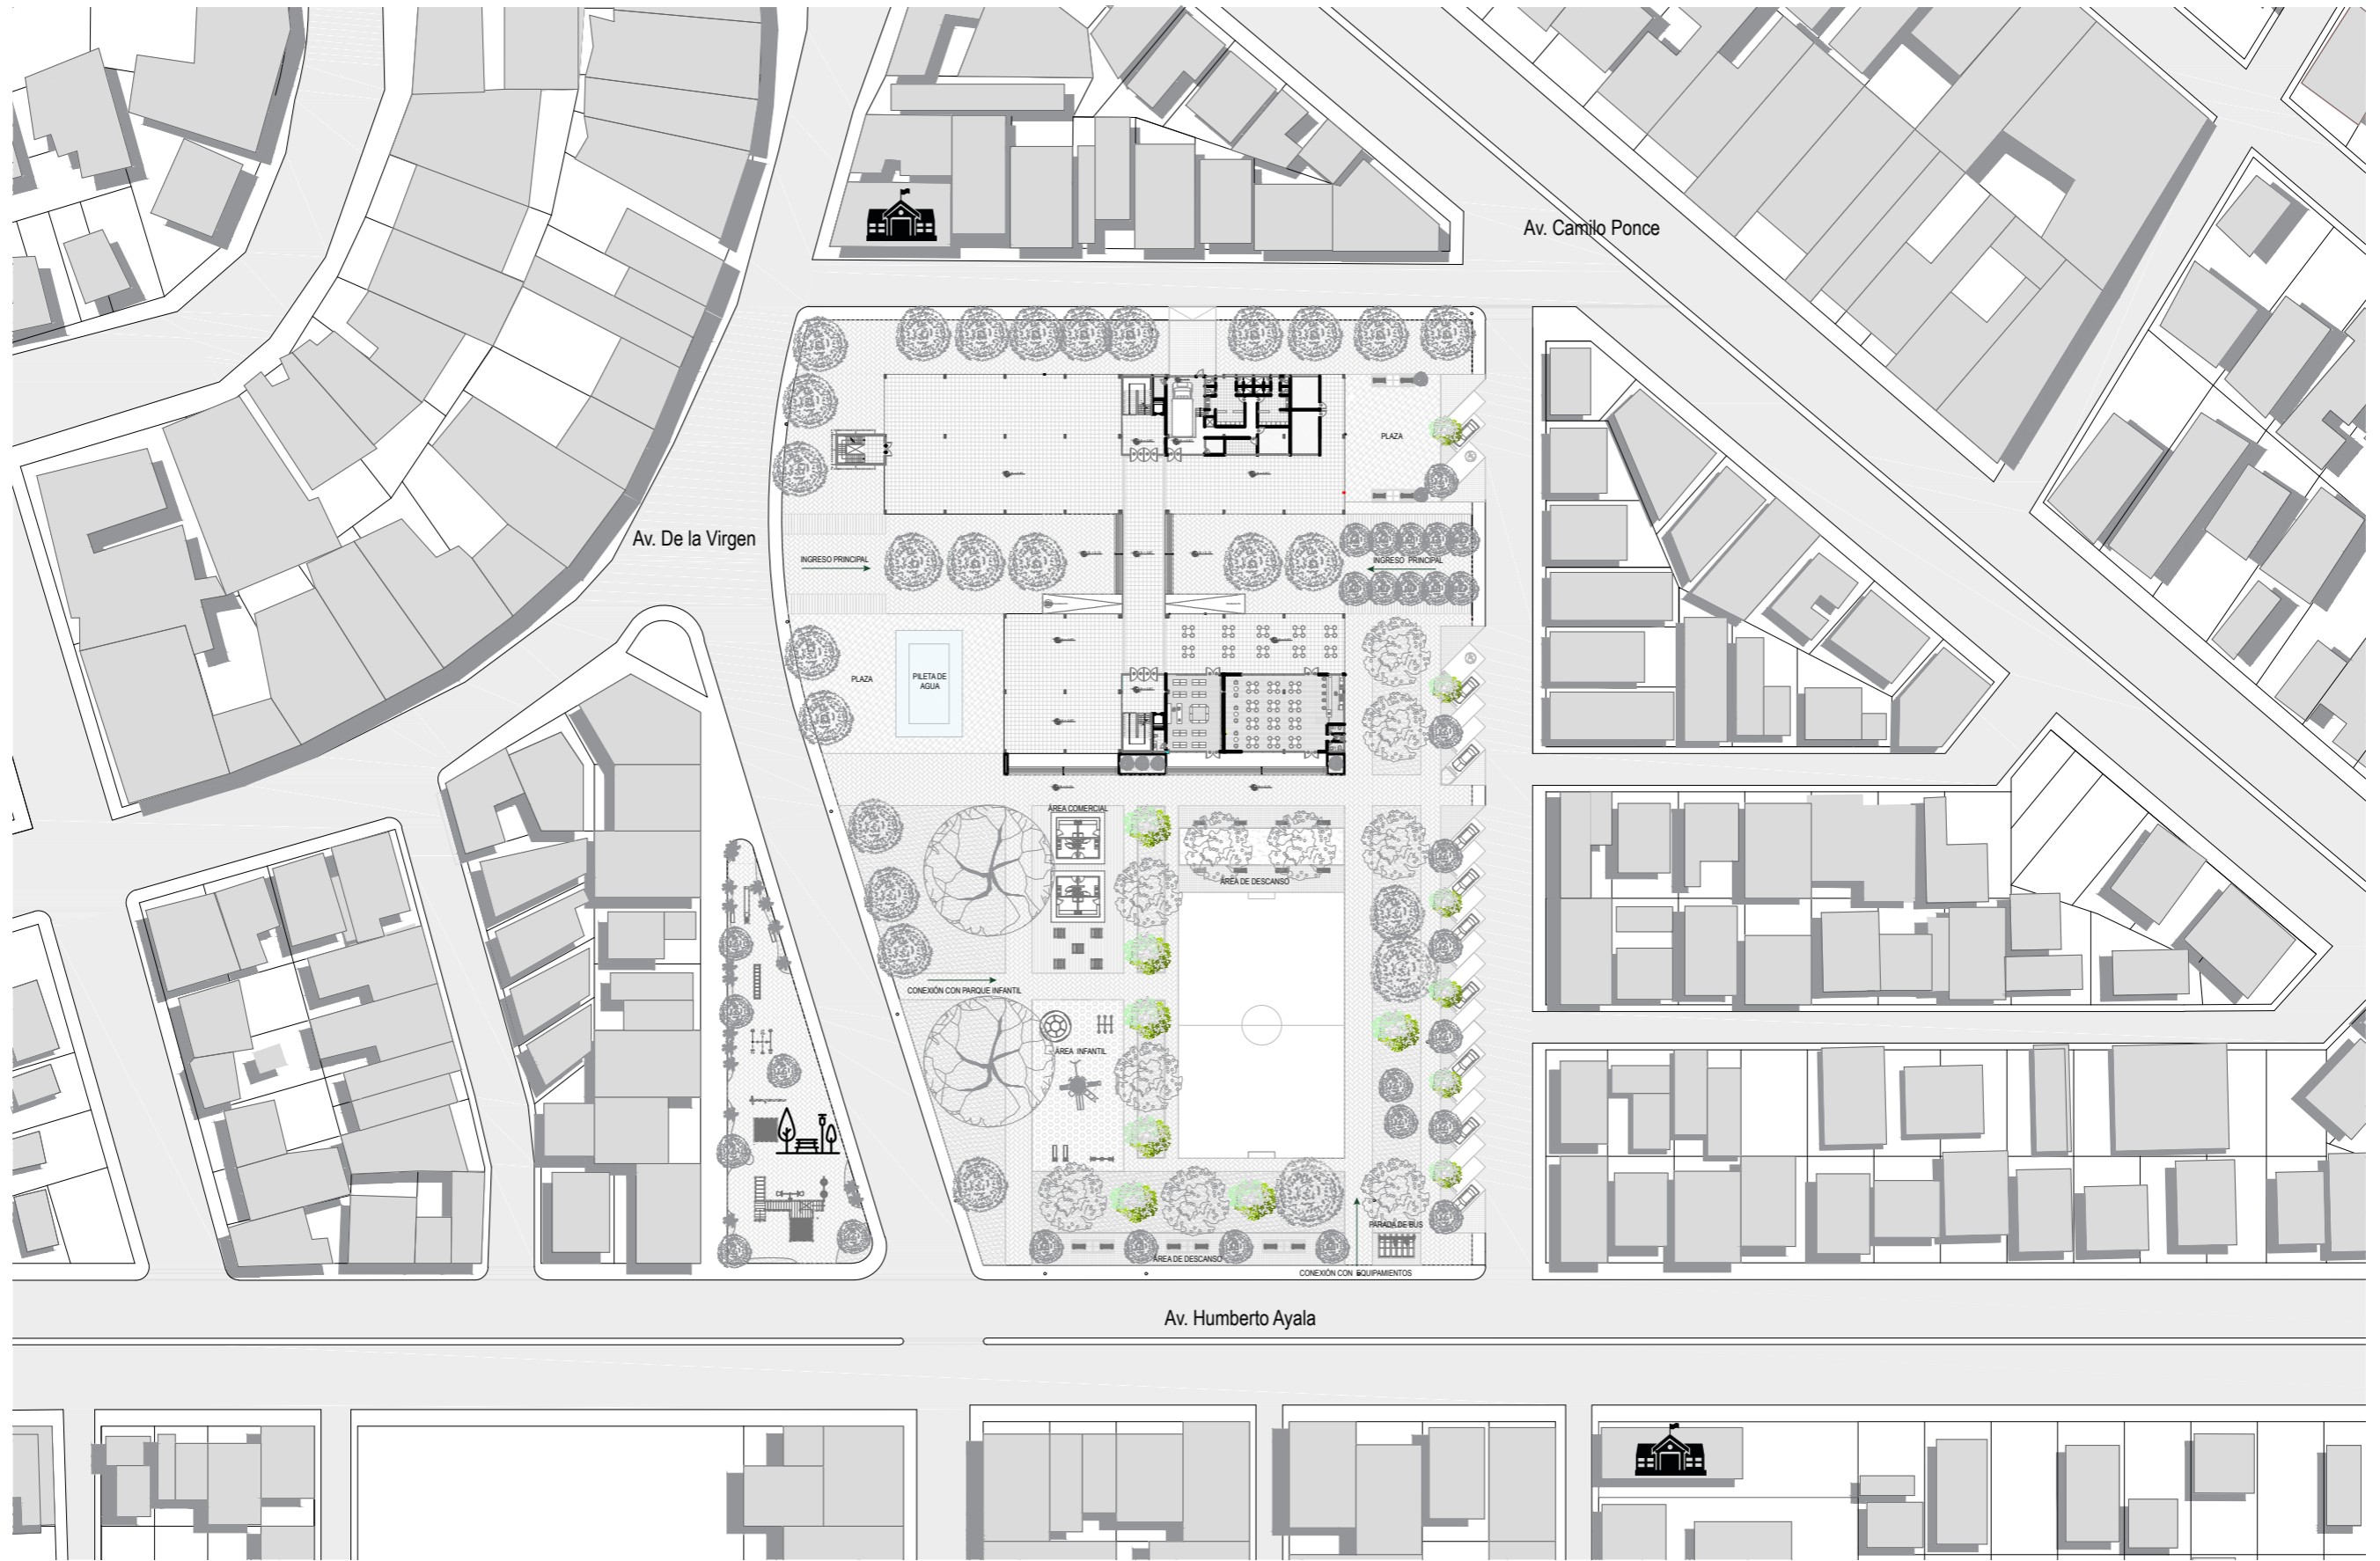 Av. Camilo Ponce
PLAZA
Av. De la Virgen
INGRESO PRINCIPAL
INGRESO PRINCIPAL
PLAZA
PILETA DE
AGUA
ÁREA COMERCIAL
ÁREA DE DESCANSO
CONEXIÓN CON PARQUE INFANTIL
ÁREA INFANTIL
PARADA DE BUS
ÁREA DE DESCANSO
CONEXIÓN CON EQUIPAMIENTOS
Av. Humberto Ayala